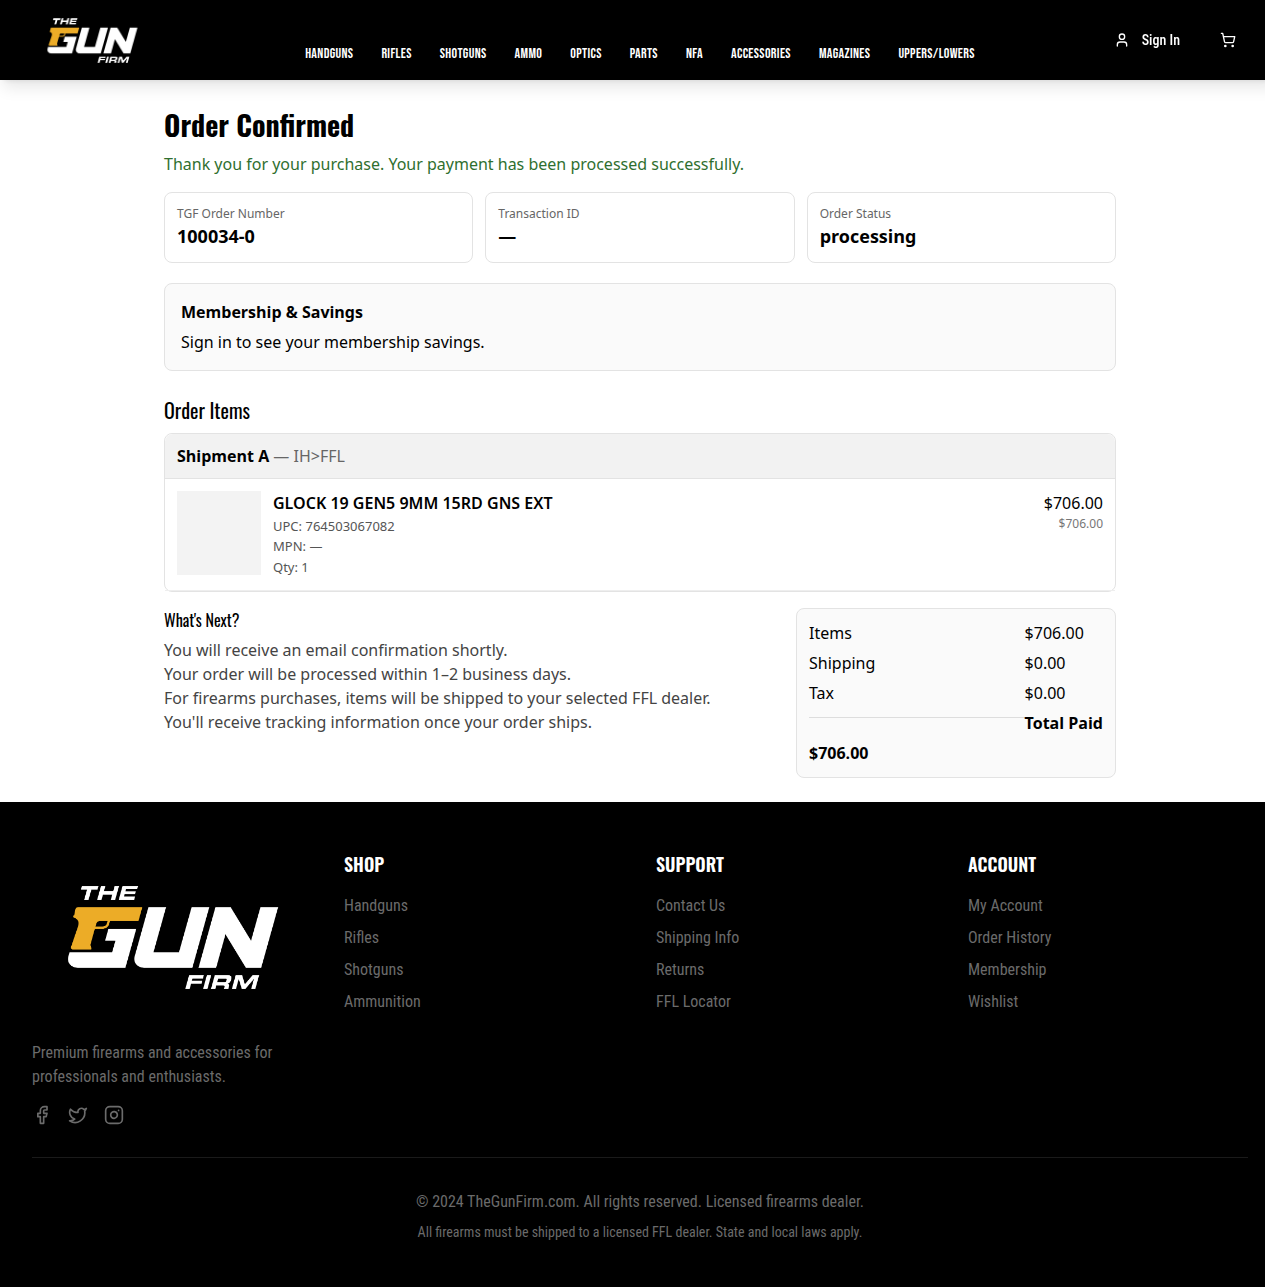 THE
GUN
FIRM
HANDGUNS RIFLES SHOTGUNS AMMO OPTICS PARTS NFA ACCESSORIES MAGAZINES UPPERS/LOWERS
Sign In
Order Confirmed
Thank you for your purchase. Your payment has been processed successfully.
TGF Order Number
100034-0
Transaction ID
—
Order Status
processing
Membership & Savings
Sign in to see your membership savings.
Order Items
Shipment A — IH>FFL
GLOCK 19 GEN5 9MM 15RD GNS EXT
UPC: 764503067082
MPN: —
Qty: 1
$706.00
$706.00
What's Next?
You will receive an email confirmation shortly.
Your order will be processed within 1–2 business days.
For firearms purchases, items will be shipped to your selected FFL dealer.
You'll receive tracking information once your order ships.
Items $706.00
Shipping $0.00
Tax $0.00
Total Paid
$706.00
THE
GUN
FIRM
Premium firearms and accessories for
professionals and enthusiasts.
SHOP
Handguns
Rifles
Shotguns
Ammunition
SUPPORT
Contact Us
Shipping Info
Returns
FFL Locator
ACCOUNT
My Account
Order History
Membership
Wishlist
© 2024 TheGunFirm.com. All rights reserved. Licensed firearms dealer.
All firearms must be shipped to a licensed FFL dealer. State and local laws apply.